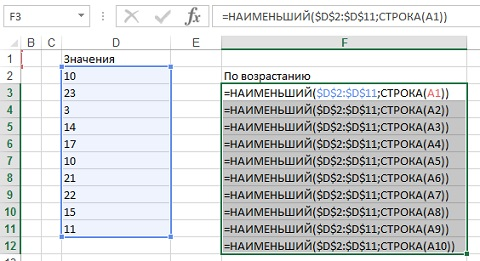 F3 fx =НАИМЕНЬШИЙ($D$2:$D$11;СТРОКА(A1))
B C D E F
1 Значения
2 10 По возрастанию
3 23 =НАИМЕНЬШИЙ($D$2:$D$11;СТРОКА(A1))
4 3 =НАИМЕНЬШИЙ($D$2:$D$11;СТРОКА(A2))
5 14 =НАИМЕНЬШИЙ($D$2:$D$11;СТРОКА(A3))
6 17 =НАИМЕНЬШИЙ($D$2:$D$11;СТРОКА(A4))
7 10 =НАИМЕНЬШИЙ($D$2:$D$11;СТРОКА(A5))
8 21 =НАИМЕНЬШИЙ($D$2:$D$11;СТРОКА(A6))
9 22 =НАИМЕНЬШИЙ($D$2:$D$11;СТРОКА(A7))
10 15 =НАИМЕНЬШИЙ($D$2:$D$11;СТРОКА(A8))
11 11 =НАИМЕНЬШИЙ($D$2:$D$11;СТРОКА(A9))
12 =НАИМЕНЬШИЙ($D$2:$D$11;СТРОКА(A10))